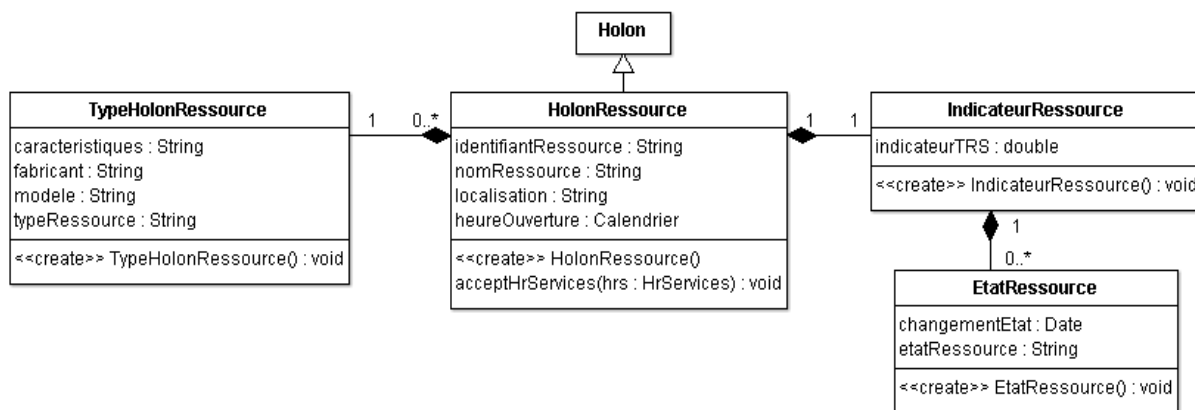 Holon
TypeHolonRessource
caracteristiques : String
fabricant : String
modele : String
typeRessource : String
<<create>> TypeHolonRessource() : void
1
0..*
HolonRessource
identifiantRessource : String
nomRessource : String
localisation : String
heureOuverture : Calendrier
<<create>> HolonRessource()
acceptHrServices(hrs : HrServices) : void
1
1
IndicateurRessource
indicateurTRS : double
<<create>> IndicateurRessource() : void
1
0..*
EtatRessource
changementEtat : Date
etatRessource : String
<<create>> EtatRessource() : void